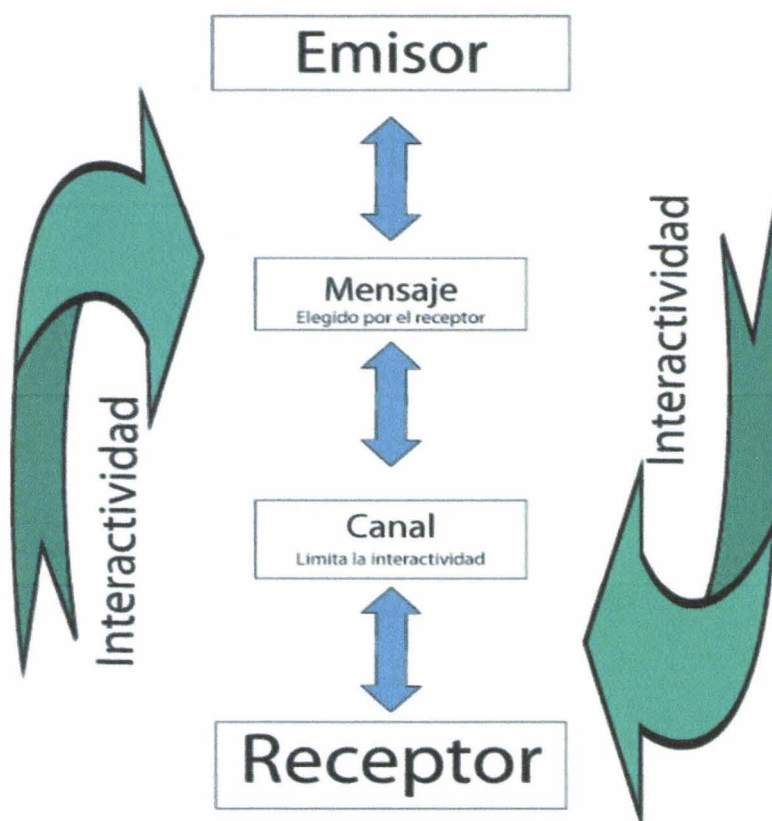 Emisor
Mensaje
Elegido por el receptor
Interactividad
Interactividad
Canal
Limita la interactividad
Receptor